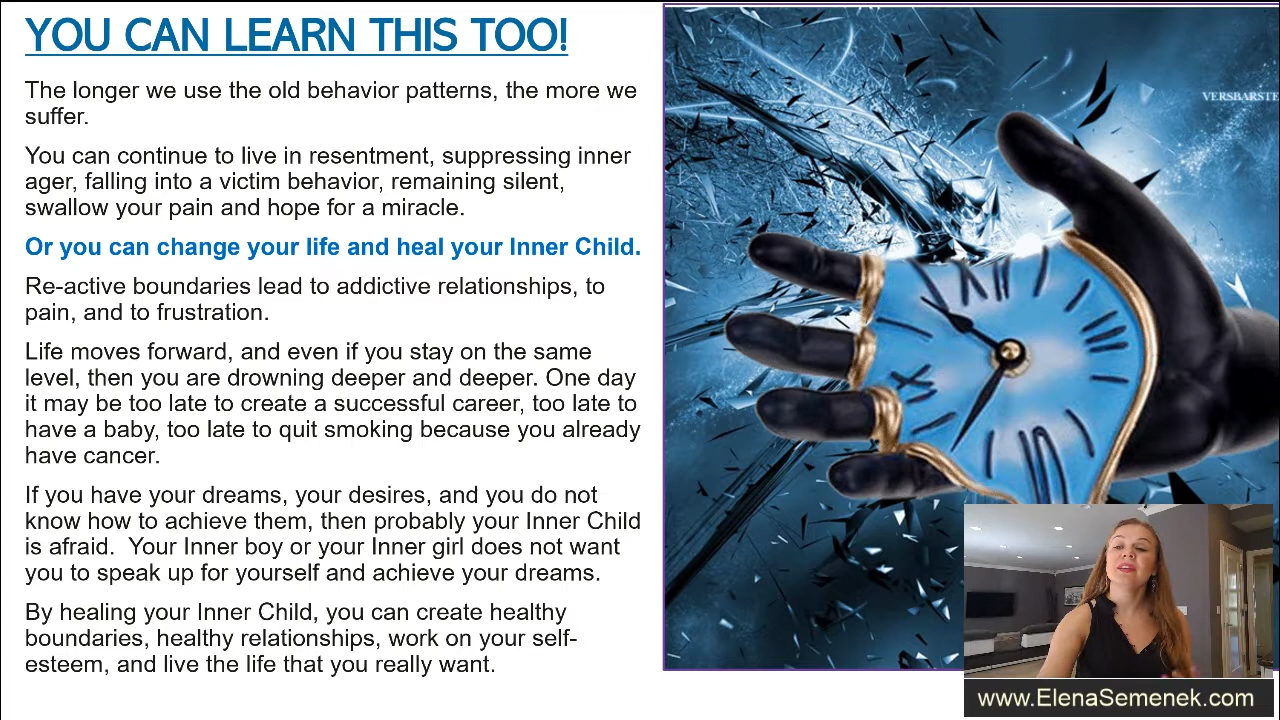 YOU CAN LEARN THIS TOO!
The longer we use the old behavior patterns, the more we
suffer.
You can continue to live in resentment, suppressing inner
ager, falling into a victim behavior, remaining silent,
swallow your pain and hope for a miracle.
Or you can change your life and heal your Inner Child.
Re-active boundaries lead to addictive relationships, to
pain, and to frustration.
Life moves forward, and even if you stay on the same
level, then you are drowning deeper and deeper. One day
it may be too late to create a successful career, too late to
have a baby, too late to quit smoking because you already
have cancer.
If you have your dreams, your desires, and you do not
know how to achieve them, then probably your Inner Child
is afraid.  Your Inner boy or your Inner girl does not want
you to speak up for yourself and achieve your dreams.
By healing your Inner Child, you can create healthy
boundaries, healthy relationships, work on your self-
esteem, and live the life that you really want.
VERSBARSTE
www.ElenaSemenek.com